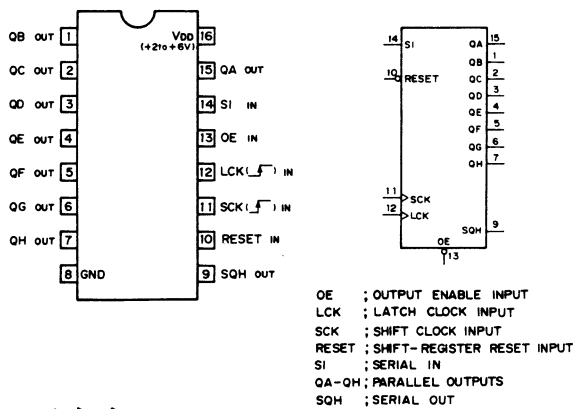 QB OUT 1
VDD 16
(+2to+6V)
QC OUT 2
15 QA OUT
QD OUT 3
14 SI IN
QE OUT 4
13 OE IN
QF OUT 5
12 LCK( ) IN
QG OUT 6
11 SCK( ) IN
QH OUT 7
10 RESET IN
8 GND
9 SQH OUT
14 SI
10 RESET
11 SCK
12 LCK
QA 15
QB 1
QC 2
QD 3
QE 4
QF 5
QG 6
QH 7
SQH 9
OE
13
OE ; OUTPUT ENABLE INPUT
LCK ; LATCH CLOCK INPUT
SCK ; SHIFT CLOCK INPUT
RESET ; SHIFT-REGISTER RESET INPUT
SI ; SERIAL IN
QA-QH ; PARALLEL OUTPUTS
SQH ; SERIAL OUT